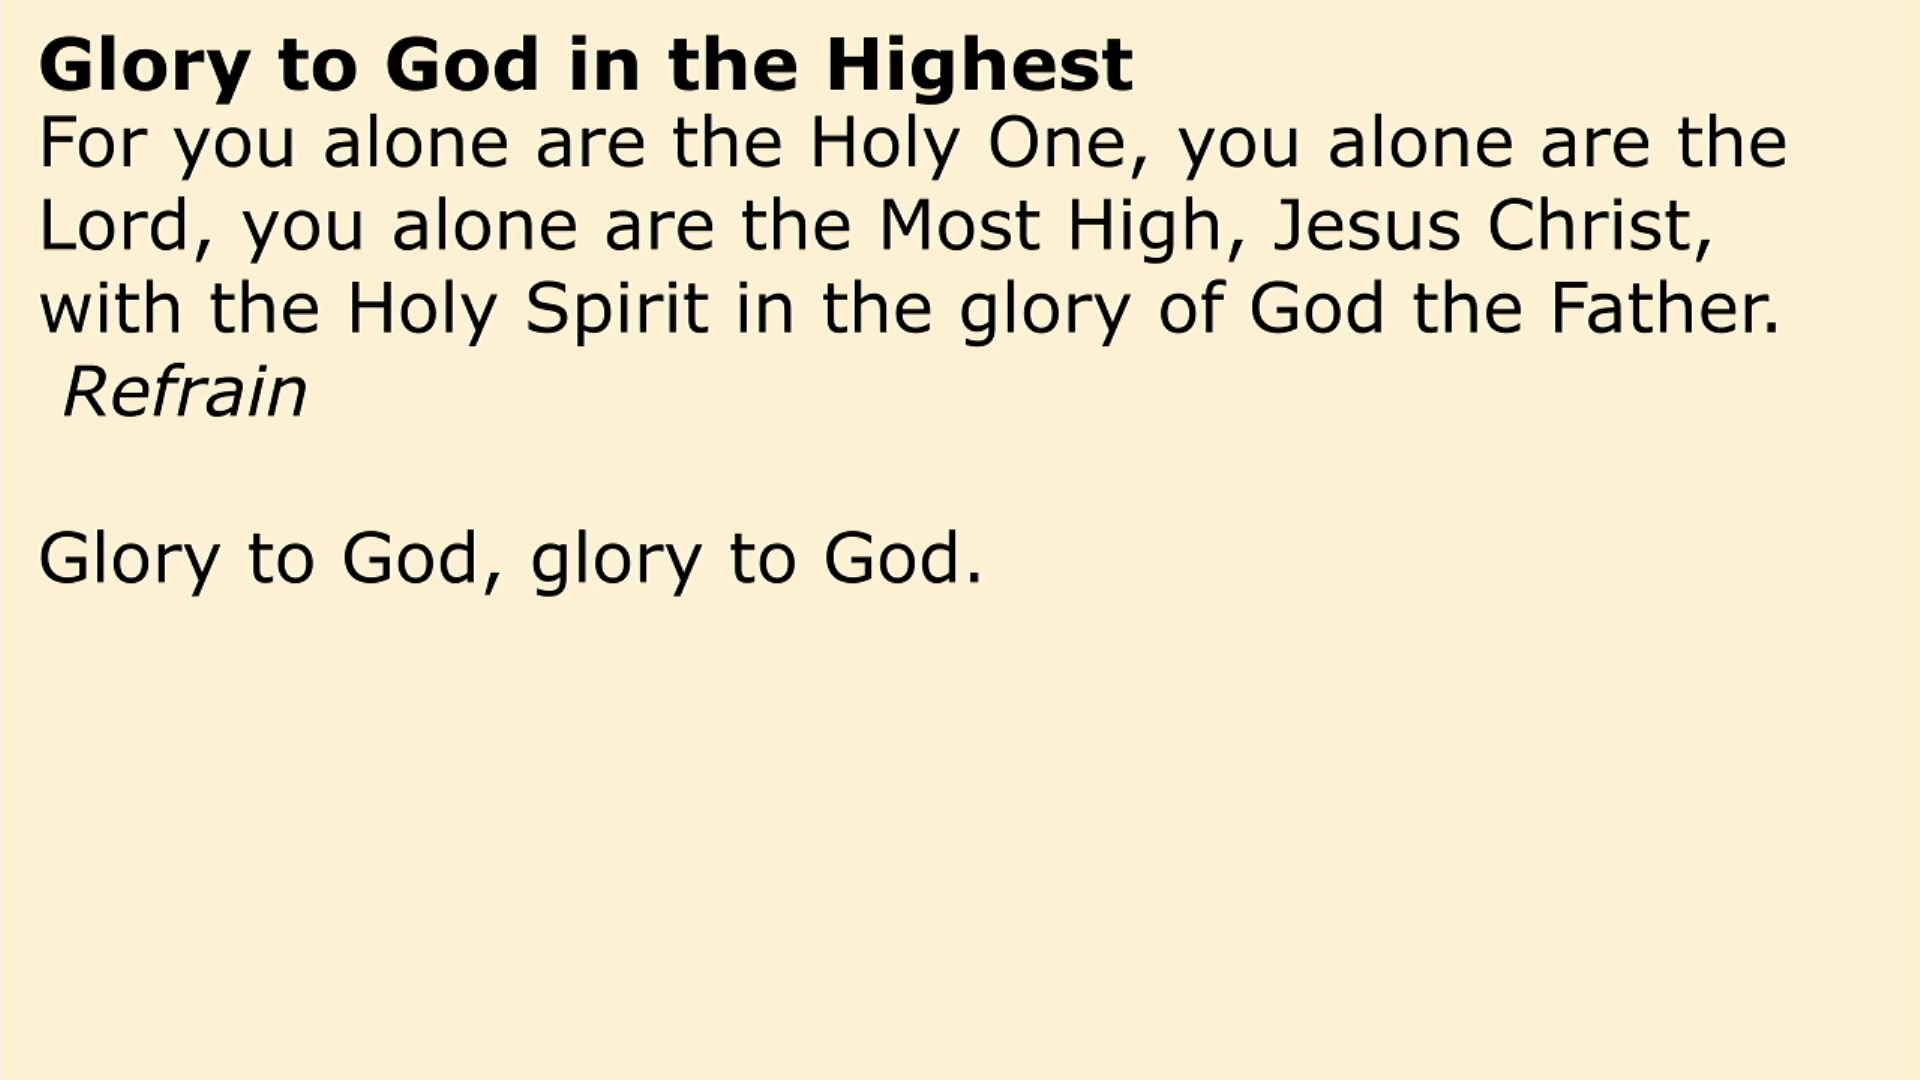 Glory to God in the Highest
For you alone are the Holy One, you alone are the
Lord, you alone are the Most High, Jesus Christ,
with the Holy Spirit in the glory of God the Father.
Refrain
Glory to God, glory to God.